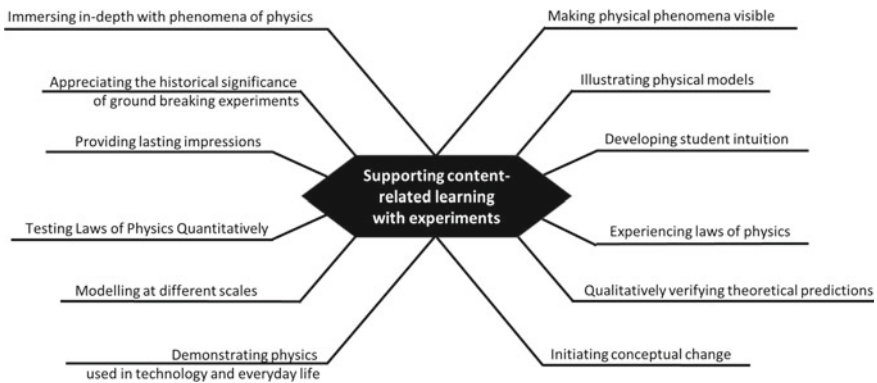 Immersing in-depth with phenomena of physics
Making physical phenomena visible
Appreciating the historical significance
of ground breaking experiments
Illustrating physical models
Providing lasting impressions
Developing student intuition
Supporting content-
related learning
with experiments
Testing Laws of Physics Quantitatively
Experiencing laws of physics
Modelling at different scales
Qualitatively verifying theoretical predictions
Demonstrating physics
used in technology and everyday life
Initiating conceptual change